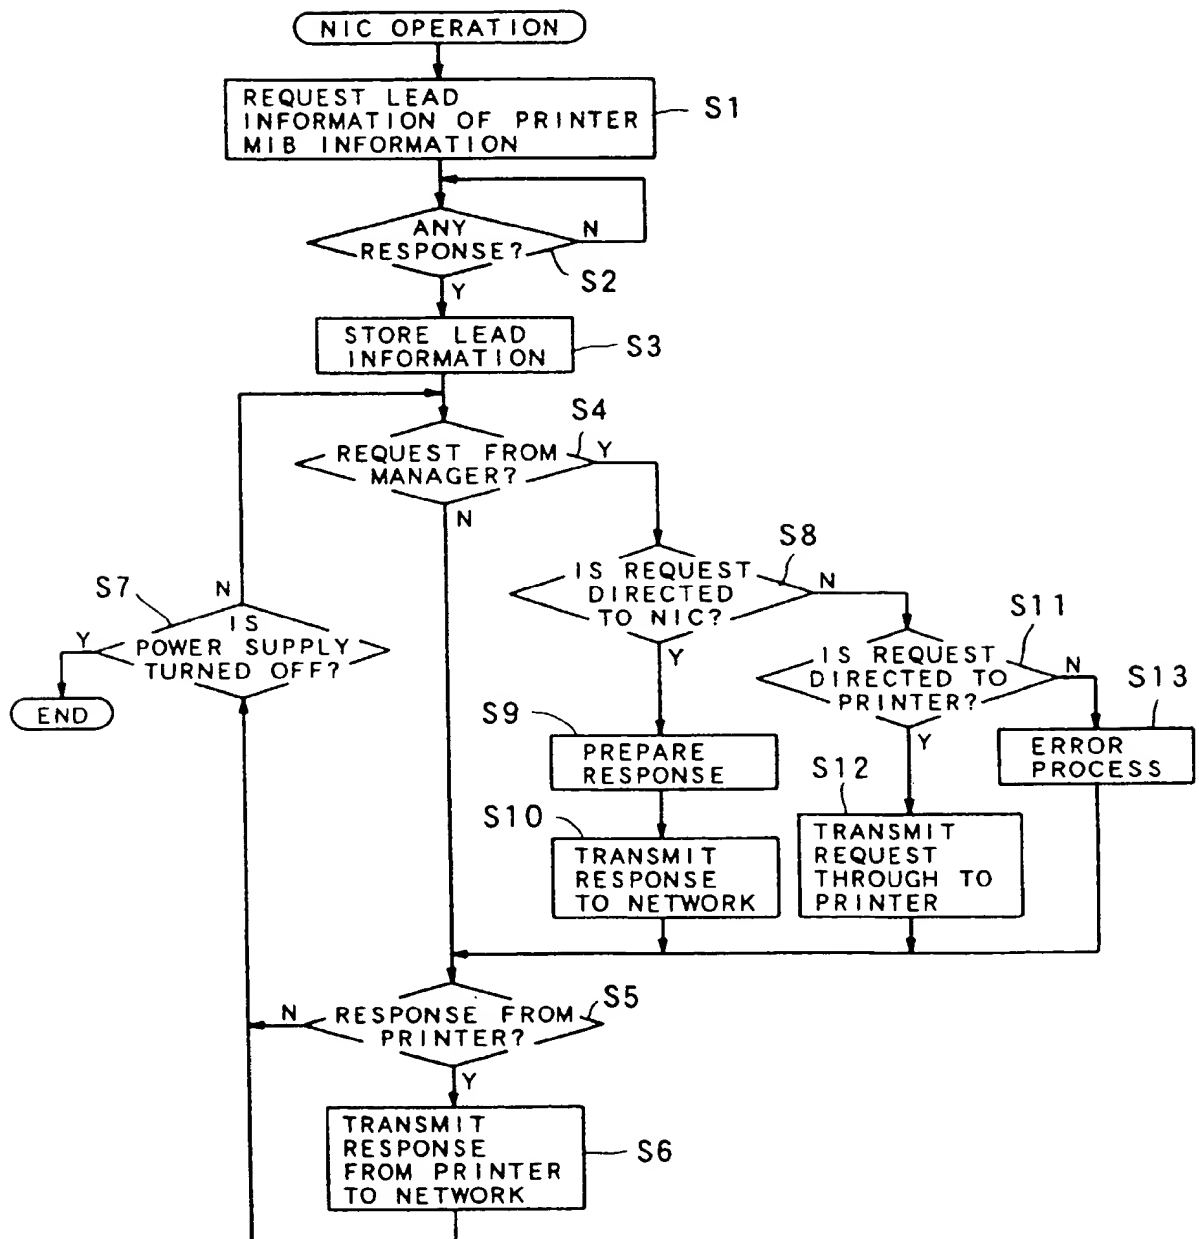 NIC OPERATION
REQUEST LEAD
INFORMATION OF PRINTER
MIB INFORMATION
S1
ANY
RESPONSE?
N
S2
Y
STORE LEAD
INFORMATION
S3
S4
REQUEST FROM
MANAGER?
Y
N
S8
IS REQUEST
DIRECTED
TO NIC?
N
Y
S7
N
IS
POWER SUPPLY
TURNED OFF?
Y
END
S11
IS REQUEST
DIRECTED TO
PRINTER?
N
Y
S13
ERROR
PROCESS
S9
PREPARE
RESPONSE
S10
TRANSMIT
RESPONSE
TO NETWORK
S12
TRANSMIT
REQUEST
THROUGH TO
PRINTER
S5
RESPONSE FROM
PRINTER?
N
Y
TRANSMIT
RESPONSE
FROM PRINTER
TO NETWORK
S6